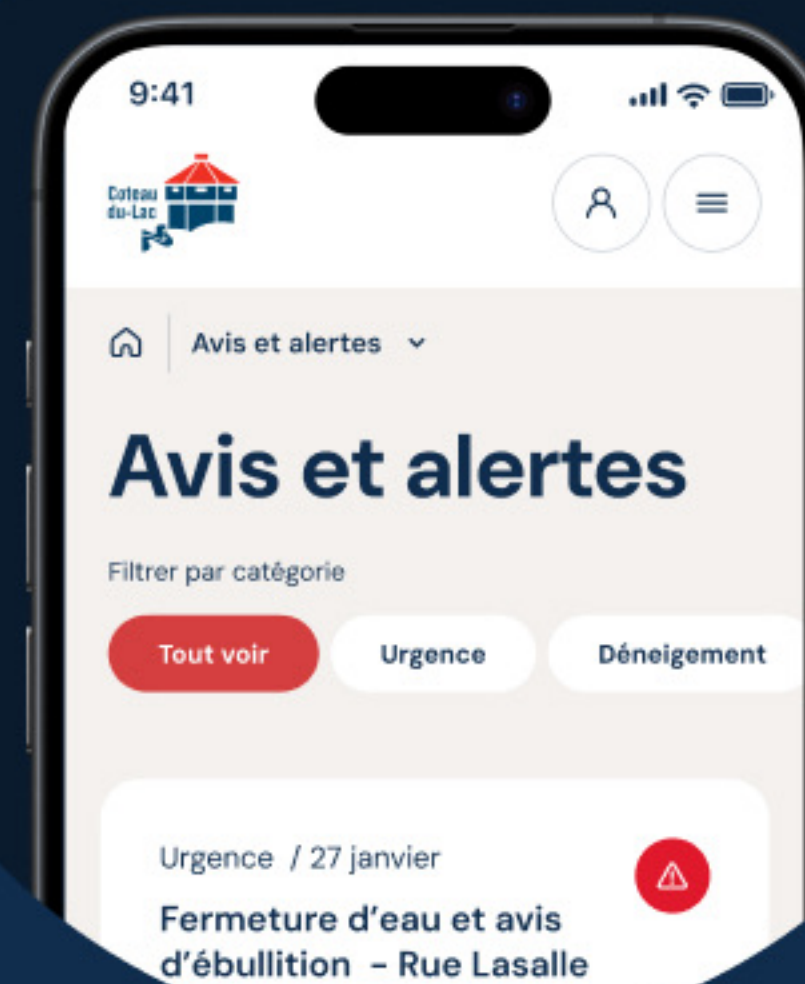 9:41
Coteau
du-Lac
Avis et alertes
Avis et alertes
Filtrer par catégorie
Tout voir
Urgence
Déneigement
Urgence / 27 janvier
Fermeture d'eau et avis
d'ébullition - Rue Lasalle